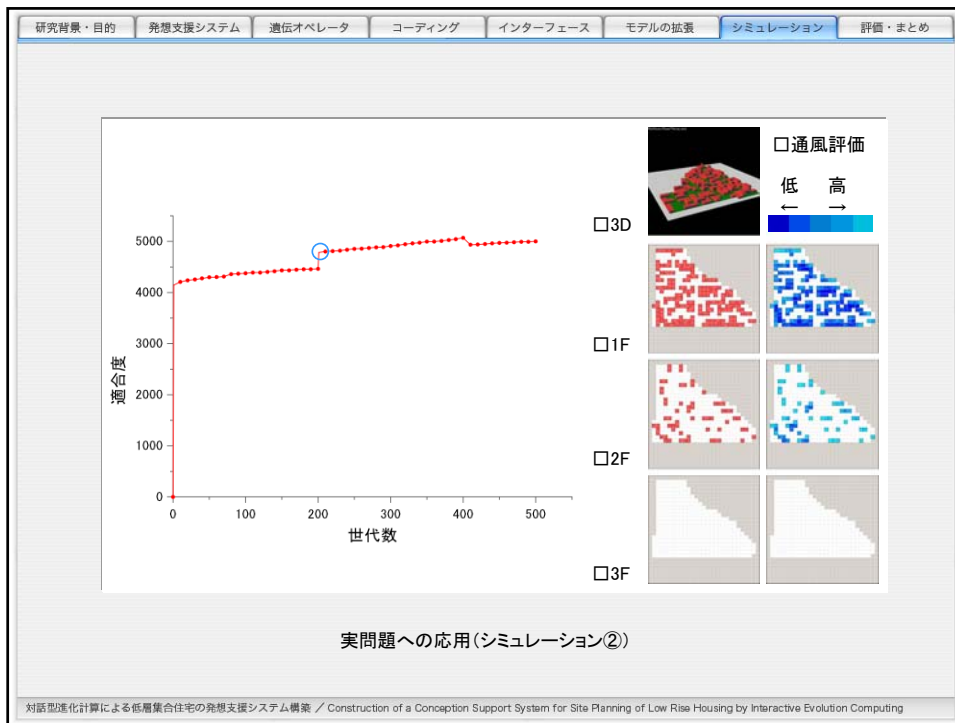 研究背景・目的
発想支援システム
遺伝オペレータ
コーディング
インターフェース
モデルの拡張
シミュレーション
評価・まとめ
□通風評価
低 高
← →
□3D
□1F
□2F
□3F
適合度
5000
4000
3000
2000
1000
0
0 100 200 300 400 500
世代数
実問題への応用(シミュレーション②)
対話型進化計算による低層集合住宅の発想支援システム構築 / Construction of a Conception Support System for Site Planning of Low Rise Housing by Interactive Evolution Computing